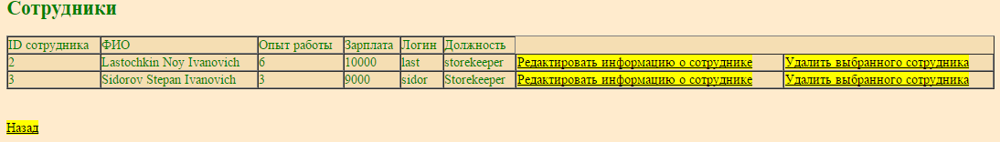 Сотрудники
ID сотрудника ФИО Опыт работы Зарплата Логин Должность
2 Lastochkin Noy Ivanovich 6 10000 last storekeeper Редактировать информацию о сотруднике Удалить выбранного сотрудника
3 Sidorov Stepan Ivanovich 3 9000 sidor Storekeeper Редактировать информацию о сотруднике Удалить выбранного сотрудника
Назад